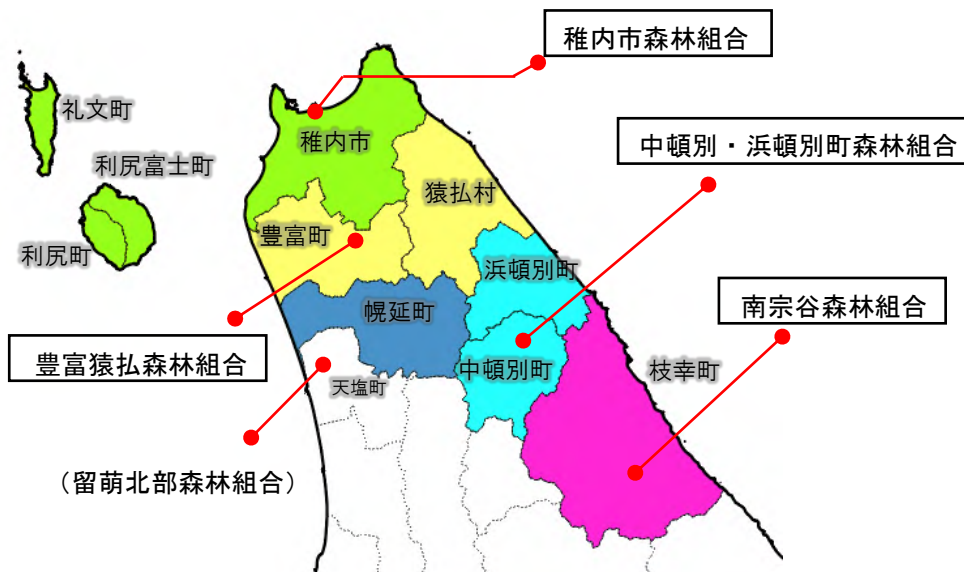 稚内市森林組合
礼文町
稚内市
中頓別・浜頓別町森林組合
利尻富士町
猿払村
豊富町
利尻町
浜頓別町
幌延町
南宗谷森林組合
豊富猿払森林組合
中頓別町
枝幸町
天塩町
（留萌北部森林組合）